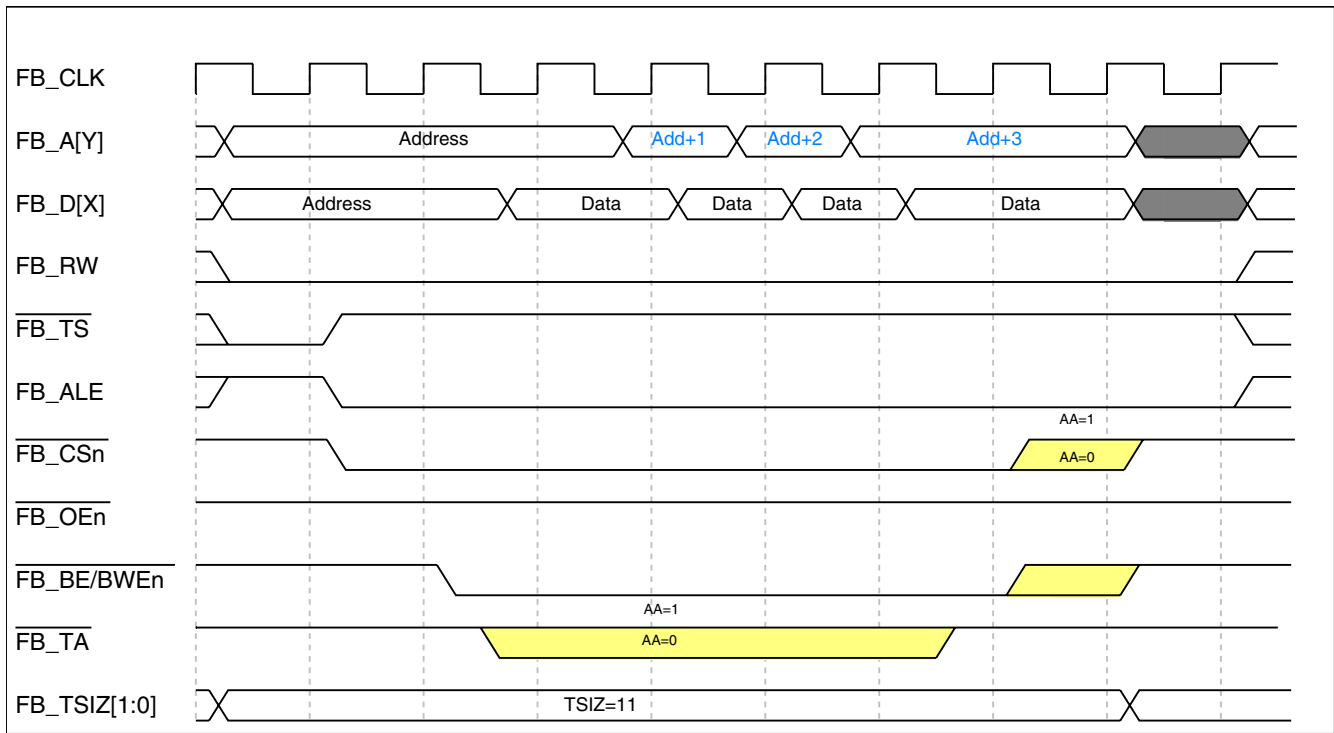 FB_CLK
FB_A[Y] Address Add+1 Add+2 Add+3
FB_D[X] Address Data Data Data Data
FB_RW
FB_TS
FB_ALE
AA=1
FB_CSn AA=0
FB_OEn
FB_BE/BWEn
AA=1
FB_TA AA=0
FB_TSIZ[1:0] TSIZ=11